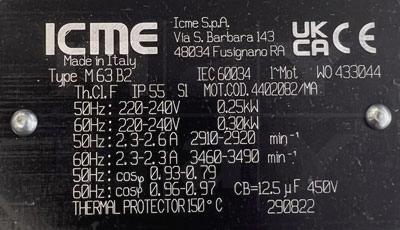 ICME
Icme S.p.A.
Via S. Barbara 143
48034 Fusignano RA
UK
CA CE
Made in Italy
Type M 63 B2 IEC 60034 1~Mot WO 433044
Th.Cl.F IP 55 S1 MOT.COD. 4402082/MA
50Hz: 220-240V 0.25kW
60Hz: 220-240V 0.30kW
50Hz: 2.3-2.6 A 2910-2920 min⁻¹
60Hz: 2.3-2.3 A 3460-3490 min⁻¹
50Hz: cosφ 0.93-0.79
60Hz: cosφ 0.96-0.97 CB=12,5 µF 450V
THERMAL PROTECTOR 150°C 290822